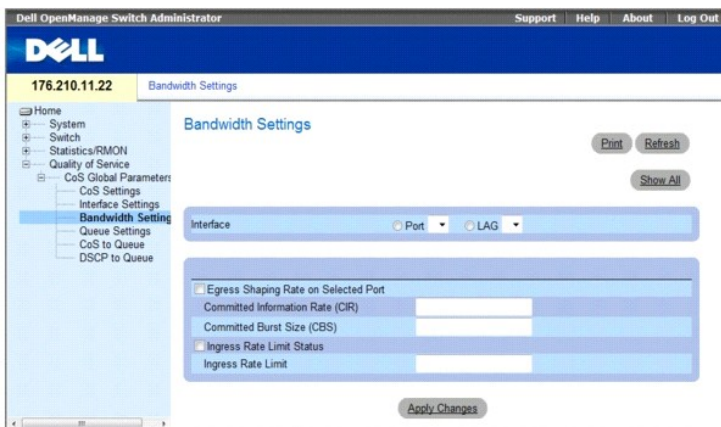 Dell OpenManage Switch Administrator Support Help About Log Out
DELL
176.210.11.22 Bandwidth Settings
Home
System
Switch
Statistics/RMON
Quality of Service
CoS Global Parameters
CoS Settings
Interface Settings
Bandwidth Setting
Queue Settings
CoS to Queue
DSCP to Queue
Bandwidth Settings
Print Refresh
Show All
Interface Port LAG
Egress Shaping Rate on Selected Port
Committed Information Rate (CIR)
Committed Burst Size (CBS)
Ingress Rate Limit Status
Ingress Rate Limit
Apply Changes